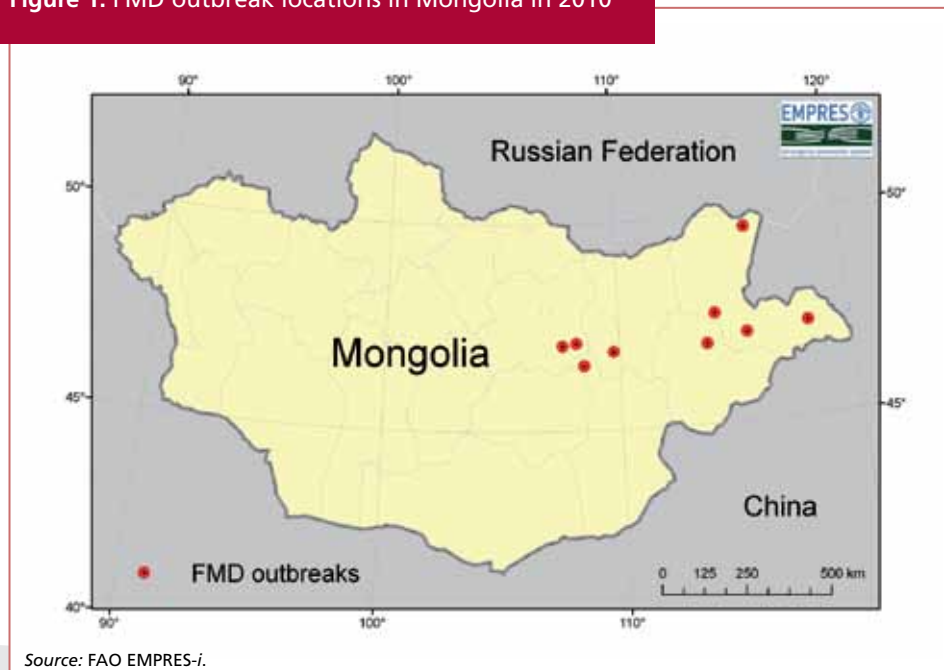 Figure 1. FMD outbreak locations in Mongolia in 2010
90° 100° 110° 120°
EMPRES
Russian Federation
50° 50°
Mongolia
45° 45°
China
FMD outbreaks
0 125 250 500 km
40°
90° 100° 110°
Source: FAO EMPRES-i.